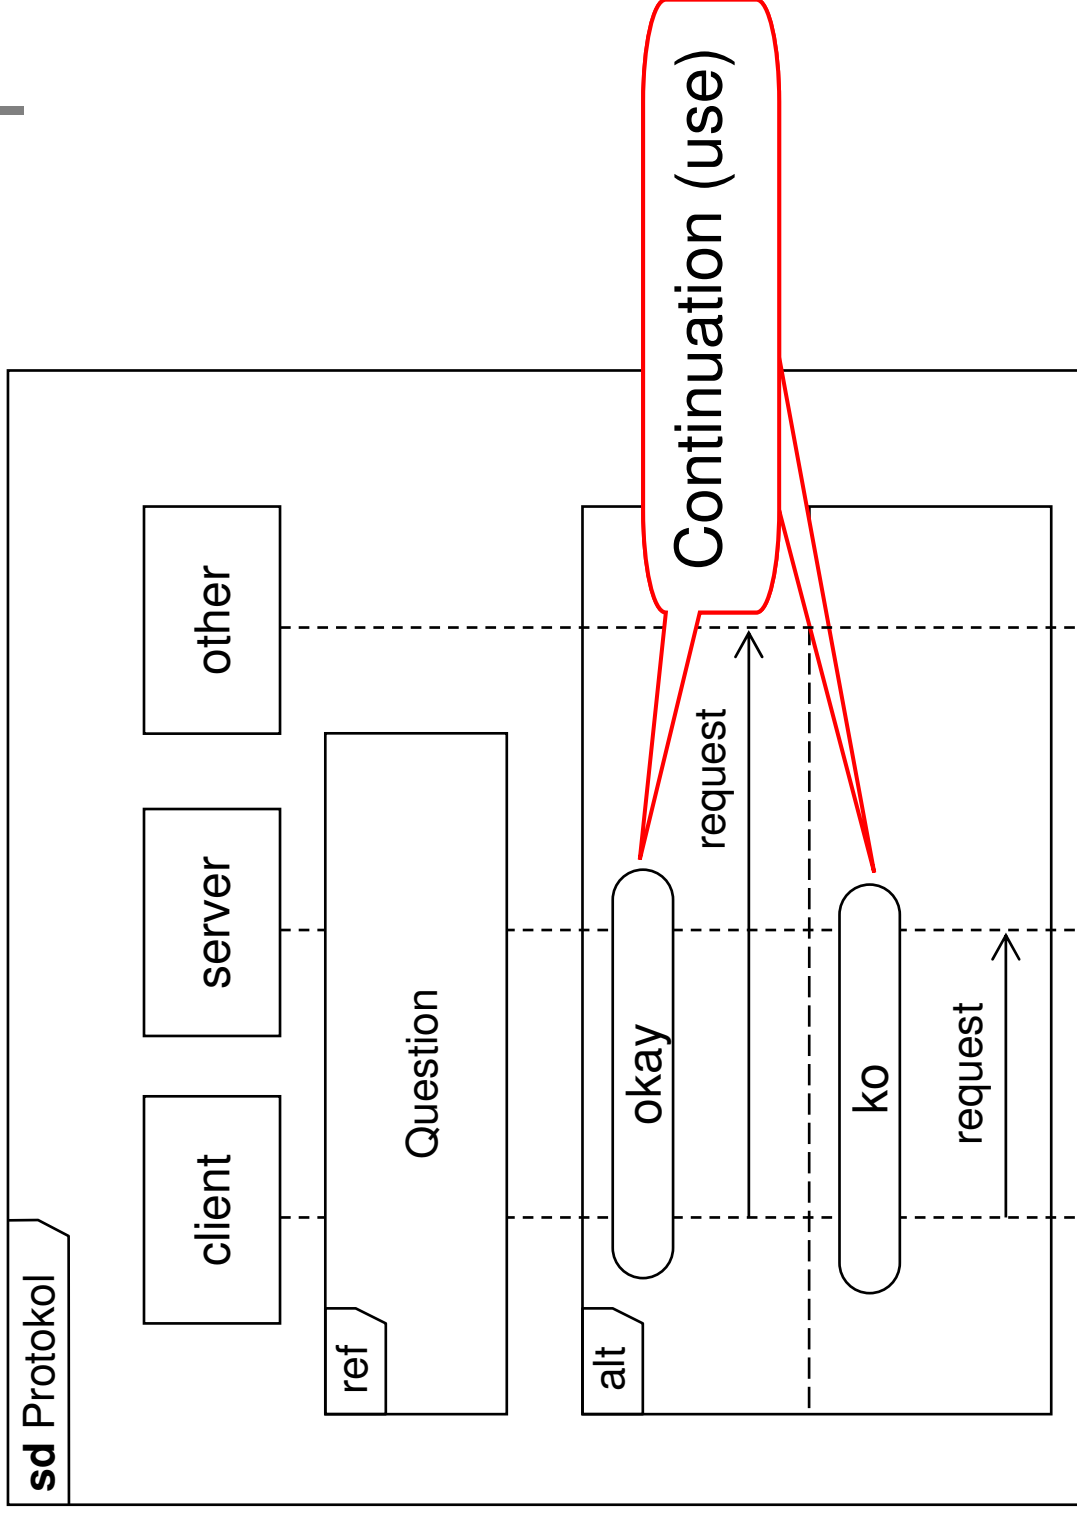 sd Protokol
client
server
other
ref
Question
alt
okay
Continuation (use)
request
ko
request